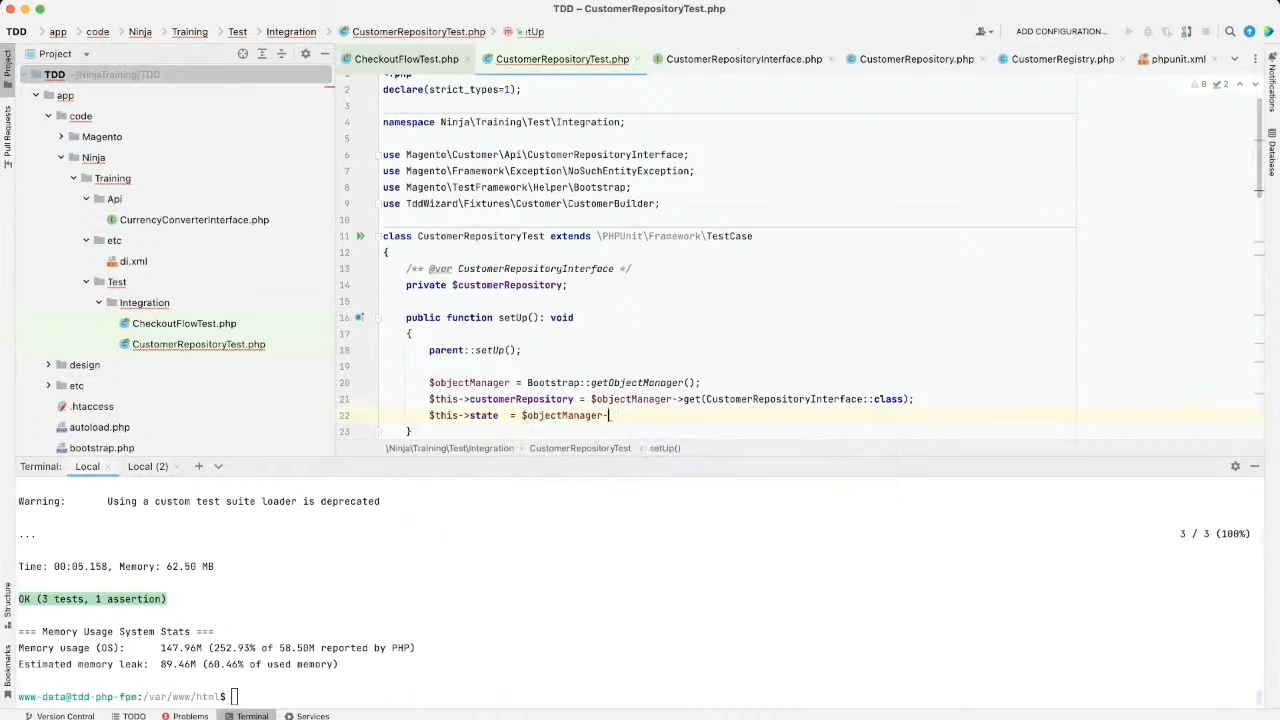 TDD – CustomerRepositoryTest.php
TDD app code Ninja Training Test Integration CustomerRepositoryTest.php
ADD CONFIGURATION...
Project
CheckoutFlowTest.php CustomerRepositoryTest.php CustomerRepositoryInterface.php CustomerRepository.php CustomerRegistry.php phpunit.xml
TDD ~/NinjaTraining/TDD
app
code
Magento
Ninja
Training
Api
CurrencyConverterInterface.php
etc
di.xml
Test
Integration
CheckoutFlowTest.php
CustomerRepositoryTest.php
design
etc
.htaccess
autoload.php
bootstrap.php
Project
Pull Requests
Structure
Bookmarks
8 2
2 declare(strict_types=1);
3
4 namespace Ninja\Training\Test\Integration;
5
6 use Magento\Customer\Api\CustomerRepositoryInterface;
7 use Magento\Framework\Exception\NoSuchEntityException;
8 use Magento\TestFramework\Helper\Bootstrap;
9 use TddWizard\Fixtures\Customer\CustomerBuilder;
10
11 class CustomerRepositoryTest extends \PHPUnit\Framework\TestCase
12 {
13 /** @var CustomerRepositoryInterface */
14 private $customerRepository;
15
16 public function setUp(): void
17 {
18 parent::setUp();
19
20 $objectManager = Bootstrap::getObjectManager();
21 $this->customerRepository = $objectManager->get(CustomerRepositoryInterface::class);
22 $this->state  = $objectManager-
23 }
\Ninja\Training\Test\Integration CustomerRepositoryTest setUp()
Notifications
Database
Terminal: Local Local (2)
Warning: Using a custom test suite loader is deprecated
... 3 / 3 (100%)
Time: 00:05.158, Memory: 62.50 MB
OK (3 tests, 1 assertion)
=== Memory Usage System Stats ===
Memory usage (OS): 147.96M (252.93% of 58.50M reported by PHP)
Estimated memory leak: 89.46M (60.46% of used memory)
www-data@tdd-php-fpm:/var/www/html$
Version Control TODO Problems Terminal Services